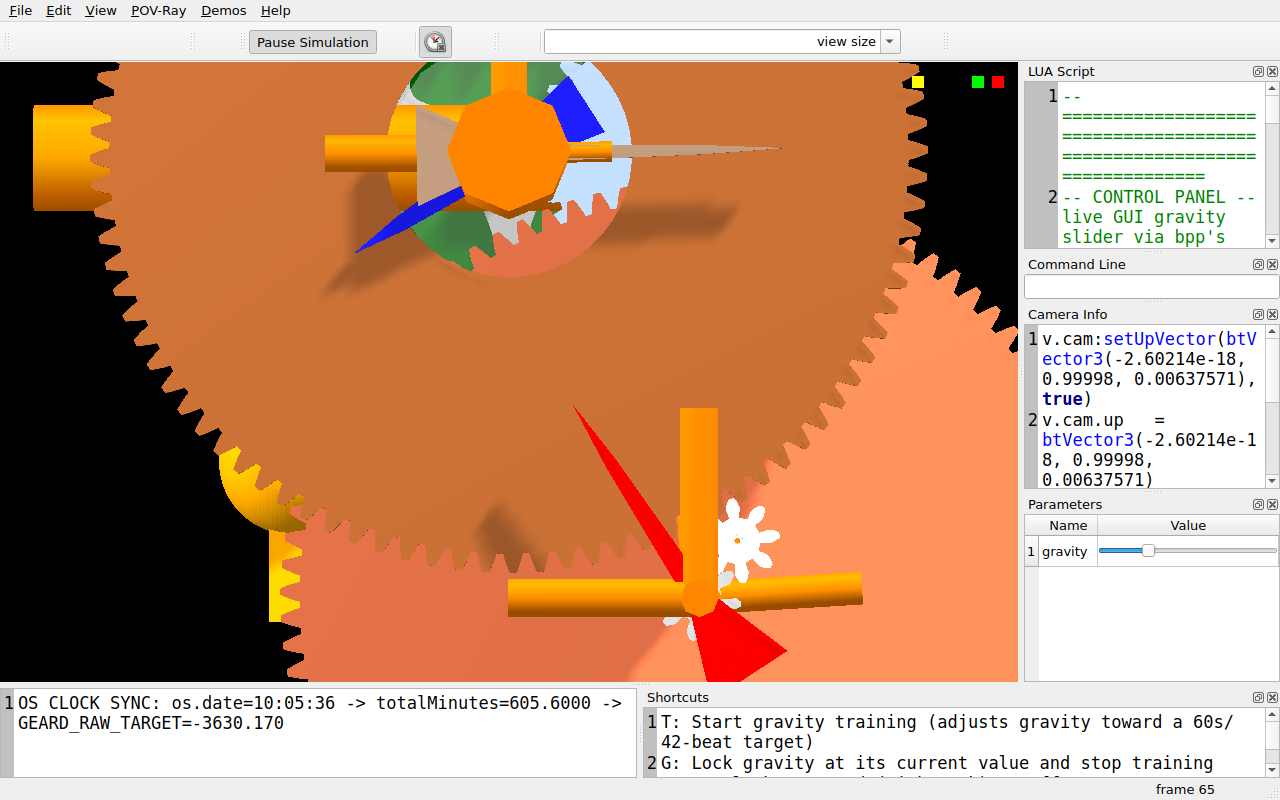 File Edit View POV-Ray Demos Help
Pause Simulation
view size
LUA Script
1 --
===================
===================
===================
==============
2 -- CONTROL PANEL --
live GUI gravity
slider via bpp's
Command Line
Camera Info
1 v.cam:setUpVector(btV
ector3(-2.60214e-18,
0.99998, 0.00637571),
true)
2 v.cam.up   =
btVector3(-2.60214e-1
8, 0.99998,
0.00637571)
Parameters
Name Value
1 gravity
1 OS CLOCK SYNC: os.date=10:05:36 -> totalMinutes=605.6000 ->
GEARD_RAW_TARGET=-3630.170
Shortcuts
1 T: Start gravity training (adjusts gravity toward a 60s/
42-beat target)
2 G: Lock gravity at its current value and stop training
frame 65